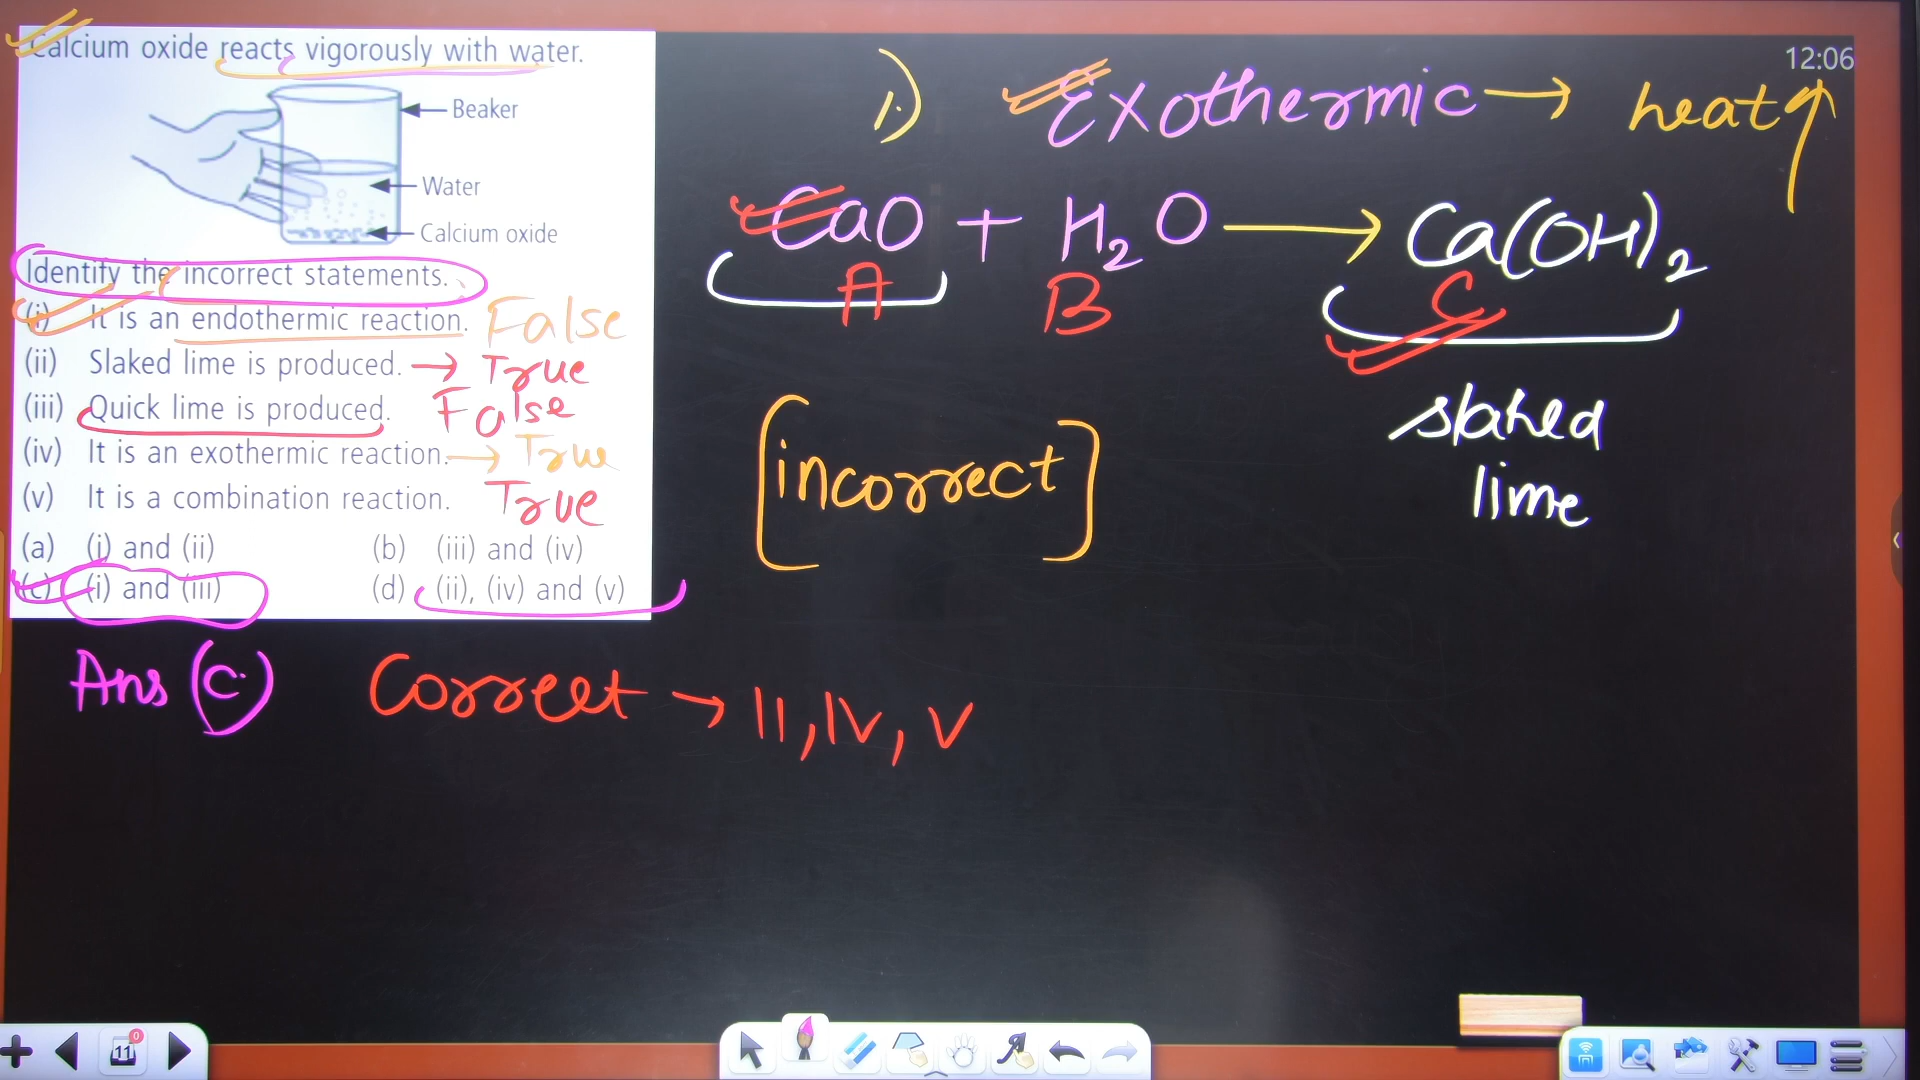 Calcium oxide reacts vigorously with water.
Beaker
Water
Calcium oxide
Identify the incorrect statements.
(i) It is an endothermic reaction. False
(ii) Slaked lime is produced. → True
(iii) Quick lime is produced. False
(iv) It is an exothermic reaction. → True
(v) It is a combination reaction. True
(a) (i) and (ii) (b) (iii) and (iv)
(c) (i) and (iii) (d) (ii), (iv) and (v)
Ans (C) Correct → II, IV, V
12:06
1.) Exothermic → heat ↑
CaO + H₂O → Ca(OH)₂
A B C
slaked
lime
[incorrect]
11
0